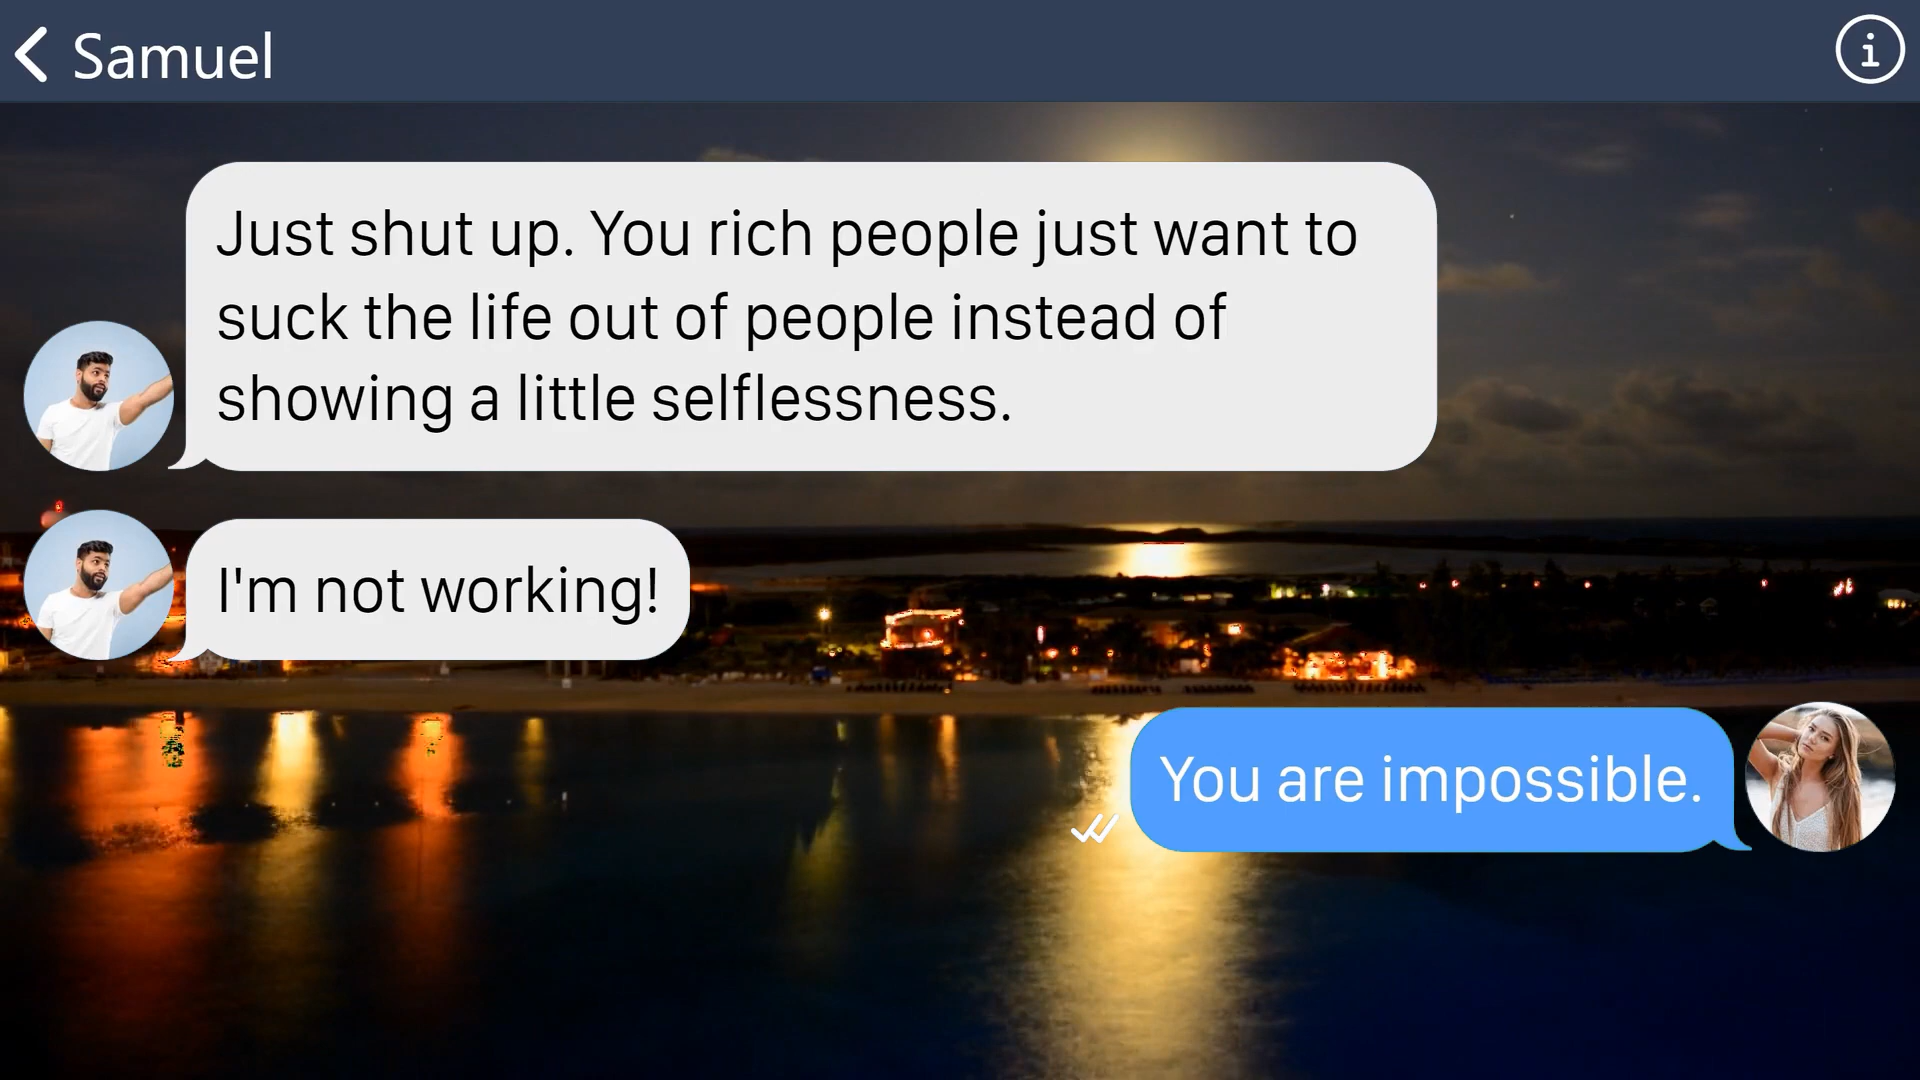 Samuel
Just shut up. You rich people just want to
suck the life out of people instead of
showing a little selflessness.
I'm not working!
You are impossible.